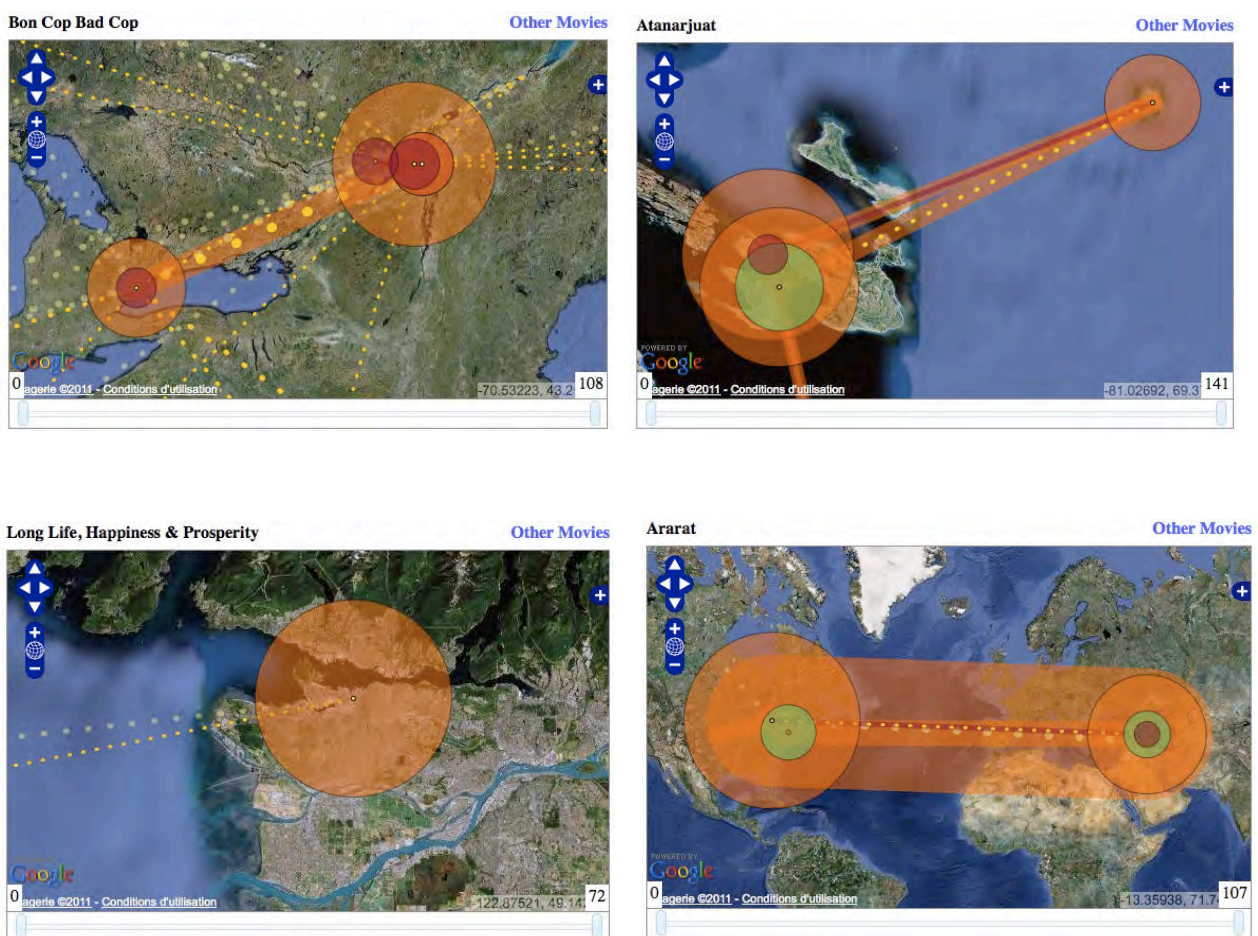 Bon Cop Bad Cop Other Movies
Google
0 agerie ©2011 - Conditions d'utilisation -70.53223, 43.2 108
Atanarjuat Other Movies
POWERED BY
Google
0 agerie ©2011 - Conditions d'utilisation -81.02692, 69.3 141
Long Life, Happiness & Prosperity Other Movies
Google
0 agerie ©2011 - Conditions d'utilisation -122.87521, 49.14 72
Ararat Other Movies
POWERED BY
Google
0 agerie ©2011 - Conditions d'utilisation -13.35938, 71.7 107